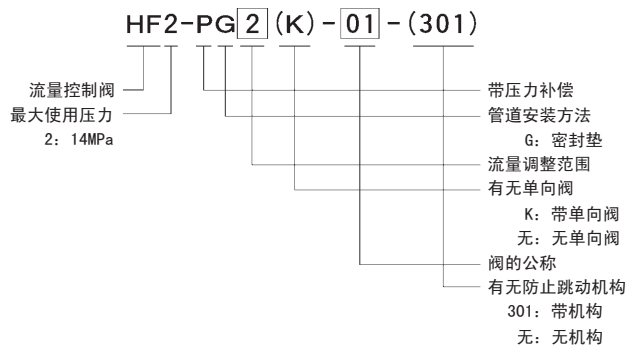 HF2-PG2(K)-01-(301)
流量控制阀
最大使用压力
2：14MPa
带压力补偿
管道安装方法
G：密封垫
流量调整范围
有无单向阀
K：带单向阀
无：无单向阀
阀的公称
有无防止跳动机构
301：带机构
无：无机构